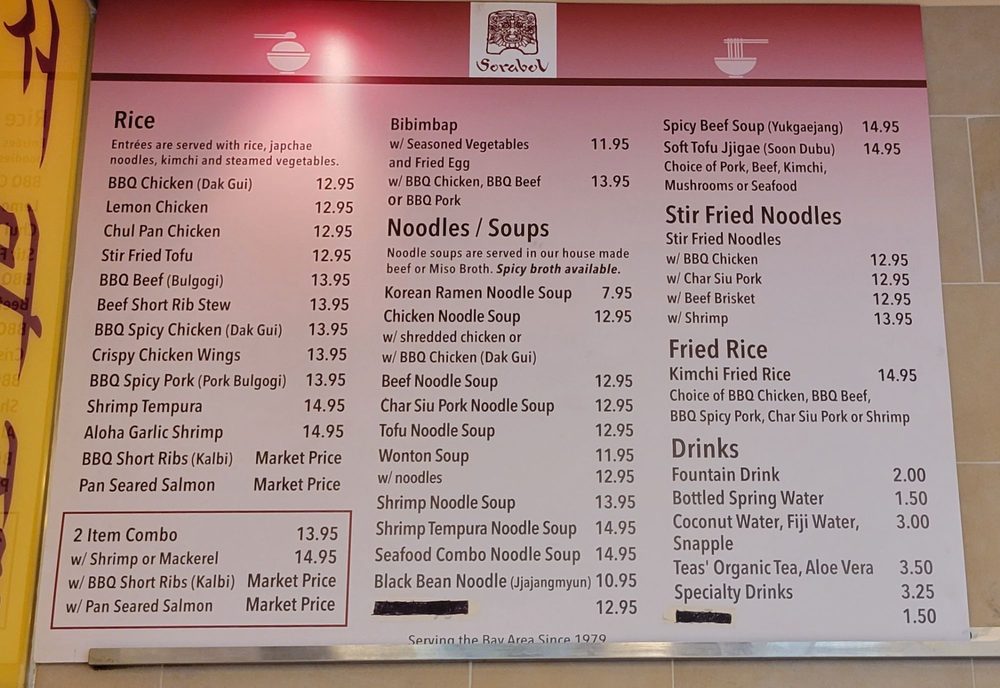 Sorabol
Rice
Entrées are served with rice, japchae
noodles, kimchi and steamed vegetables.
BBQ Chicken (Dak Gui) 12.95
Lemon Chicken 12.95
Chul Pan Chicken 12.95
Stir Fried Tofu 12.95
BBQ Beef (Bulgogi) 13.95
Beef Short Rib Stew 13.95
BBQ Spicy Chicken (Dak Gui) 13.95
Crispy Chicken Wings 13.95
BBQ Spicy Pork (Pork Bulgogi) 13.95
Shrimp Tempura 14.95
Aloha Garlic Shrimp 14.95
BBQ Short Ribs (Kalbi) Market Price
Pan Seared Salmon Market Price
2 Item Combo 13.95
w/ Shrimp or Mackerel 14.95
w/ BBQ Short Ribs (Kalbi) Market Price
w/ Pan Seared Salmon Market Price
Bibimbap
w/ Seasoned Vegetables 11.95
and Fried Egg
w/ BBQ Chicken, BBQ Beef 13.95
or BBQ Pork
Noodles / Soups
Noodle soups are served in our house made
beef or Miso Broth. Spicy broth available.
Korean Ramen Noodle Soup 7.95
Chicken Noodle Soup 12.95
w/ shredded chicken or
w/ BBQ Chicken (Dak Gui)
Beef Noodle Soup 12.95
Char Siu Pork Noodle Soup 12.95
Tofu Noodle Soup 12.95
Wonton Soup 11.95
w/ noodles 12.95
Shrimp Noodle Soup 13.95
Shrimp Tempura Noodle Soup 14.95
Seafood Combo Noodle Soup 14.95
Black Bean Noodle (Jjajangmyun) 10.95
12.95
Serving the Bay Area Since 1979
Spicy Beef Soup (Yukgaejang) 14.95
Soft Tofu Jjigae (Soon Dubu) 14.95
Choice of Pork, Beef, Kimchi,
Mushrooms or Seafood
Stir Fried Noodles
Stir Fried Noodles
w/ BBQ Chicken 12.95
w/ Char Siu Pork 12.95
w/ Beef Brisket 12.95
w/ Shrimp 13.95
Fried Rice
Kimchi Fried Rice 14.95
Choice of BBQ Chicken, BBQ Beef,
BBQ Spicy Pork, Char Siu Pork or Shrimp
Drinks
Fountain Drink 2.00
Bottled Spring Water 1.50
Coconut Water, Fiji Water, 3.00
Snapple
Teas' Organic Tea, Aloe Vera 3.50
Specialty Drinks 3.25
1.50